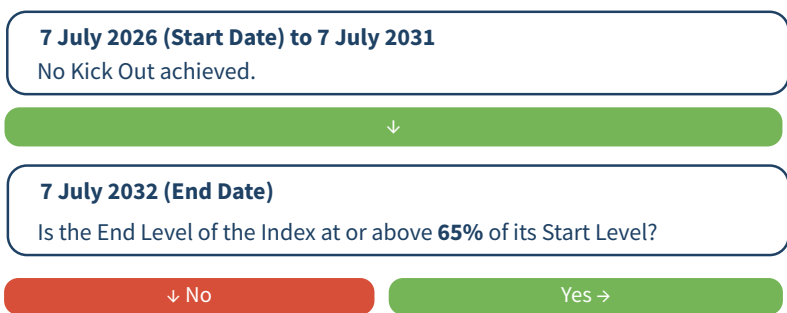 7 July 2026 (Start Date) to 7 July 2031
No Kick Out achieved.
↓
7 July 2032 (End Date)
Is the End Level of the Index at or above 65% of its Start Level?
↓ No
Yes →